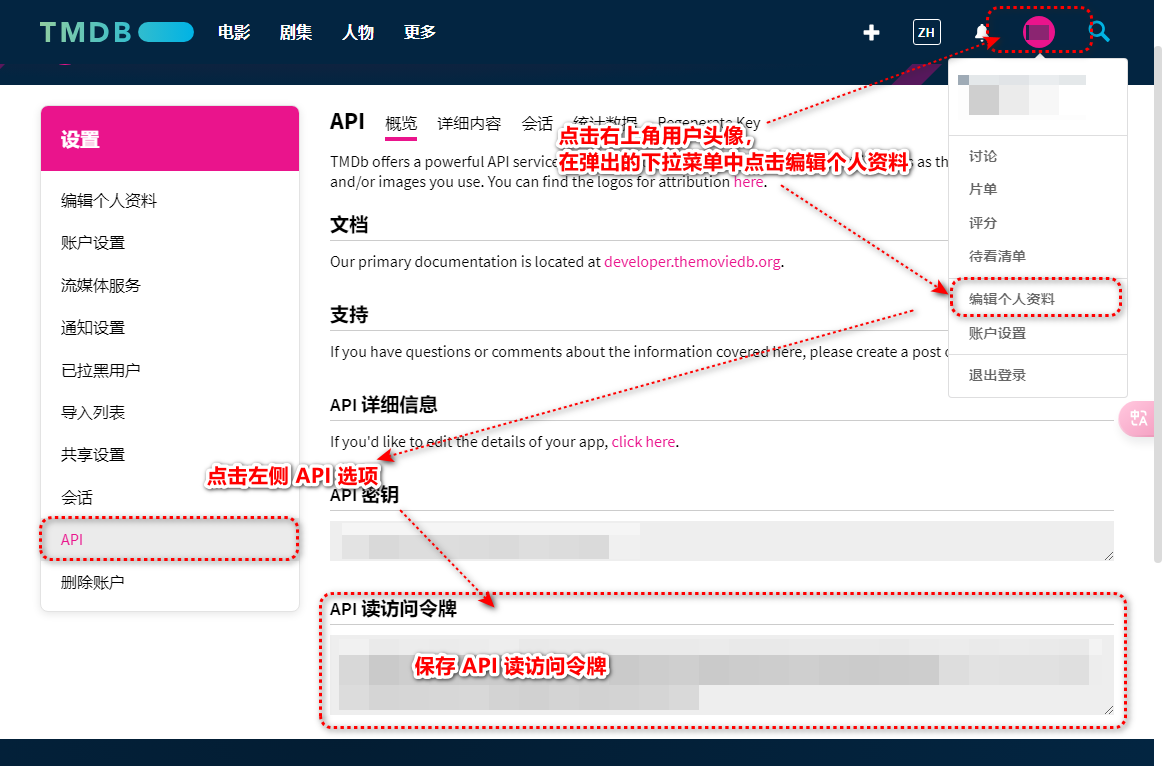 TMDB 电影 剧集 人物 更多 ZH
设置
编辑个人资料
账户设置
流媒体服务
通知设置
已拉黑用户
导入列表
共享设置
会话
API
删除账户
API 概览 详细内容 会话 统计数据 Regenerate Key
点击右上角用户头像，
在弹出的下拉菜单中点击编辑个人资料
TMDb offers a powerful API service as th
and/or images you use. You can find the logos for attribution here.
文档
Our primary documentation is located at developer.themoviedb.org.
支持
If you have questions or comments about the information covered here, please create a post o
API 详细信息
If you'd like to edit the details of your app, click here.
点击左侧 API 选项
API 密钥
API 读访问令牌
保存 API 读访问令牌
讨论
片单
评分
待看清单
编辑个人资料
账户设置
退出登录
中A